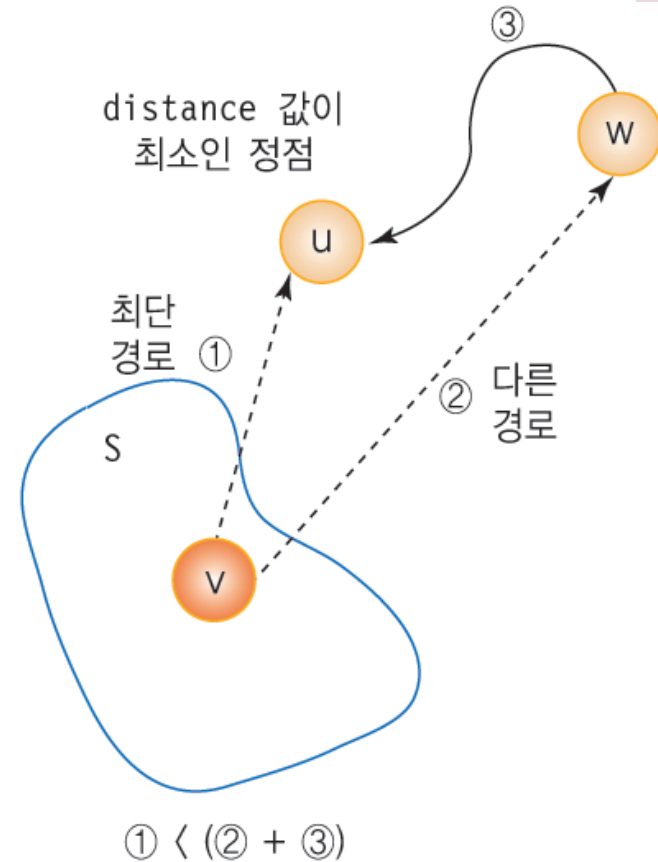 ③
distance 값이
최소인 정점
w
u
최단
경로 ①
② 다른
경로
S
v
① < (② + ③)